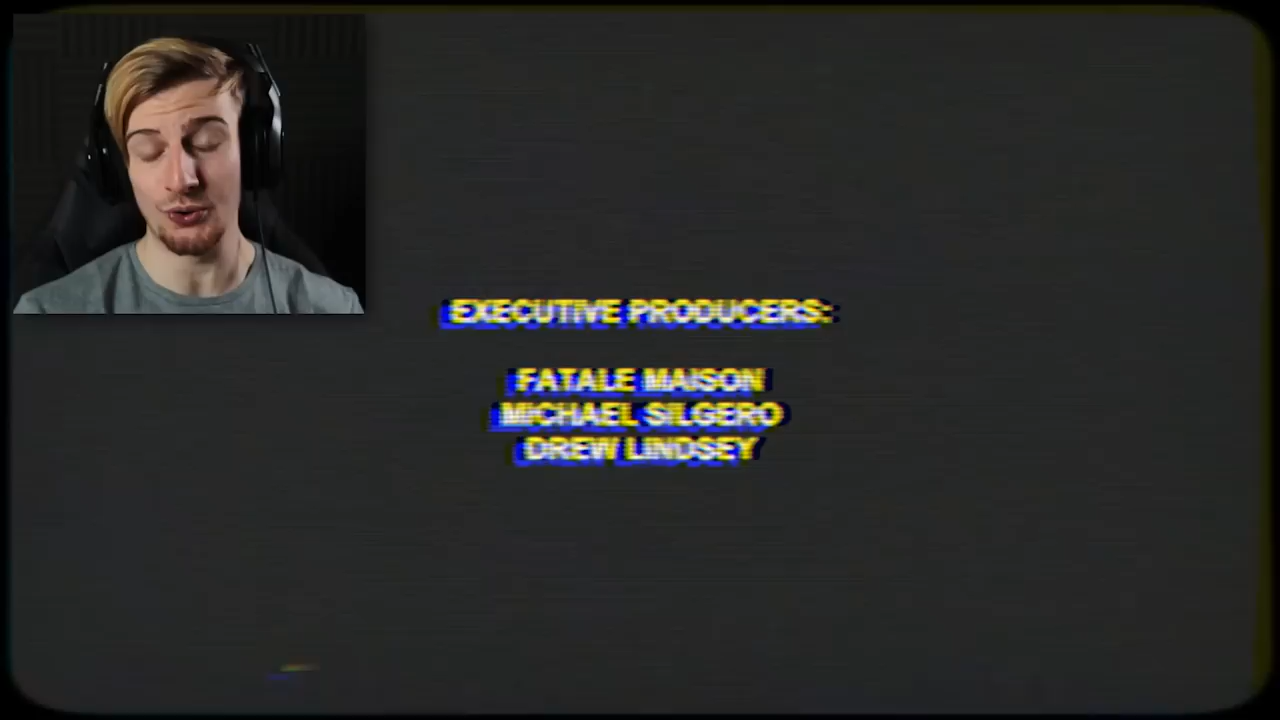 EXECUTIVE PRODUCERS:
FATALE MAISON
MICHAEL SILGERO
DREW LINDSEY